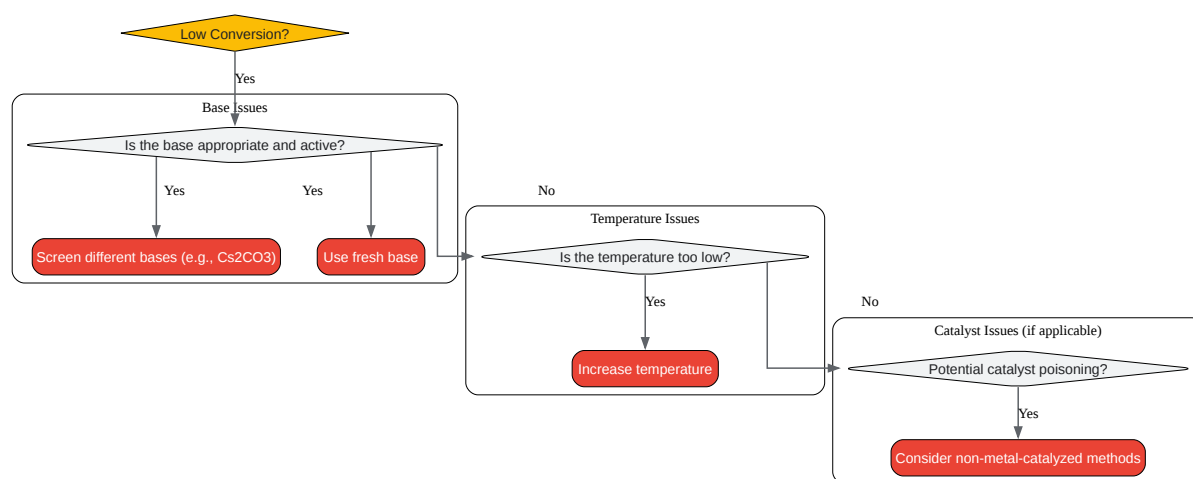 Low Conversion?
Yes
Base Issues
Is the base appropriate and active?
Yes
Yes
No
Screen different bases (e.g., Cs2CO3)
Use fresh base
Temperature Issues
Is the temperature too low?
Yes
No
Increase temperature
Catalyst Issues (if applicable)
Potential catalyst poisoning?
Yes
Consider non-metal-catalyzed methods